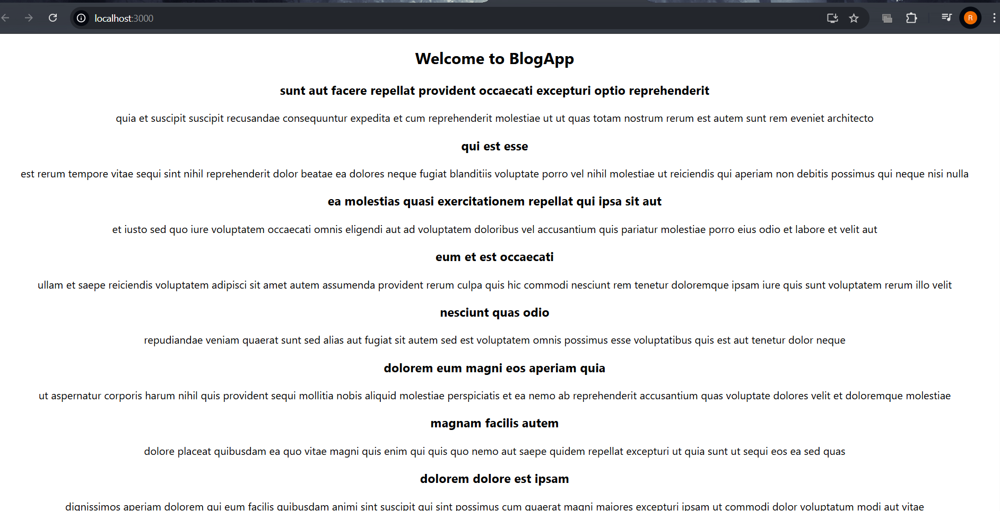 localhost:3000
R
Welcome to BlogApp
sunt aut facere repellat provident occaecati excepturi optio reprehenderit
quia et suscipit suscipit recusandae consequuntur expedita et cum reprehenderit molestiae ut ut quas totam nostrum rerum est autem sunt rem eveniet architecto
qui est esse
est rerum tempore vitae sequi sint nihil reprehenderit dolor beatae ea dolores neque fugiat blanditiis voluptate porro vel nihil molestiae ut reiciendis qui aperiam non debitis possimus qui neque nisi nulla
ea molestias quasi exercitationem repellat qui ipsa sit aut
et iusto sed quo iure voluptatem occaecati omnis eligendi aut ad voluptatem doloribus vel accusantium quis pariatur molestiae porro eius odio et labore et velit aut
eum et est occaecati
ullam et saepe reiciendis voluptatem adipisci sit amet autem assumenda provident rerum culpa quis hic commodi nesciunt rem tenetur doloremque ipsam iure quis sunt voluptatem rerum illo velit
nesciunt quas odio
repudiandae veniam quaerat sunt sed alias aut fugiat sit autem sed est voluptatem omnis possimus esse voluptatibus quis est aut tenetur dolor neque
dolorem eum magni eos aperiam quia
ut aspernatur corporis harum nihil quis provident sequi mollitia nobis aliquid molestiae perspiciatis et ea nemo ab reprehenderit accusantium quas voluptate dolores velit et doloremque molestiae
magnam facilis autem
dolore placeat quibusdam ea quo vitae magni quis enim qui quis quo nemo aut saepe quidem repellat excepturi ut quia sunt ut sequi eos ea sed quas
dolorem dolore est ipsam
dignissimos aperiam dolorem qui eum facilis quibusdam animi sint suscipit qui sint possimus cum quaerat magni maiores excepturi ipsam ut commodi dolor voluptatum modi aut vitae